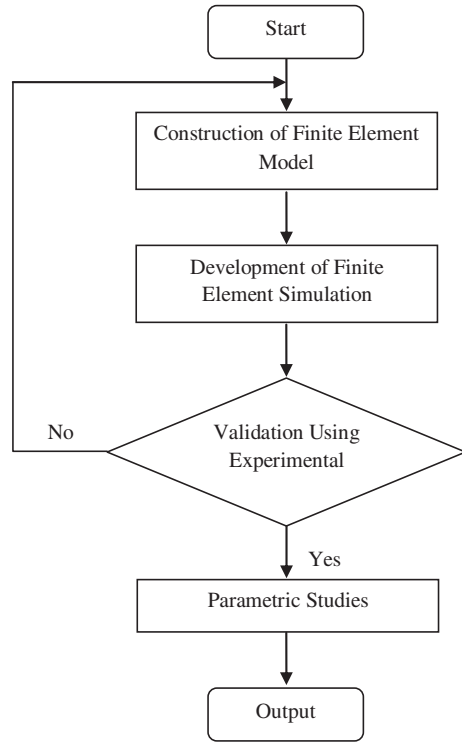 Start
Construction of Finite Element
Model
Development of Finite
Element Simulation
Validation Using
Experimental
No
Yes
Parametric Studies
Output